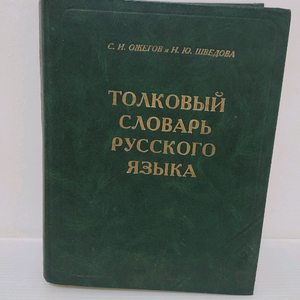 С. И. ОЖЕГОВ и Н. Ю. ШВЕДОВА
ТОЛКОВЫЙ
СЛОВАРЬ
РУССКОГО
ЯЗЫКА